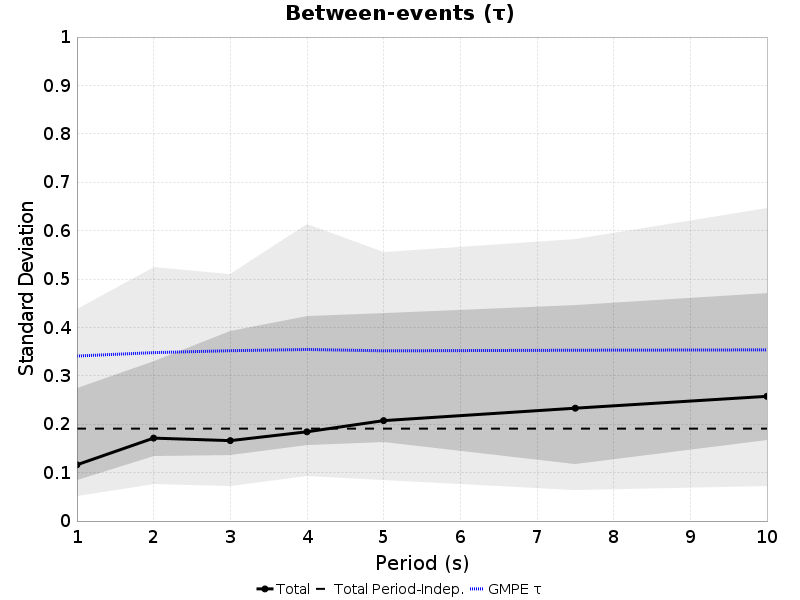 Between-events (τ)
1
0.9
0.8
0.7
0.6
0.5
0.4
0.3
0.2
0.1
0
Standard Deviation
1 2 3 4 5 6 7 8 9 10
Period (s)
Total Total Period-Indep. GMPE τ